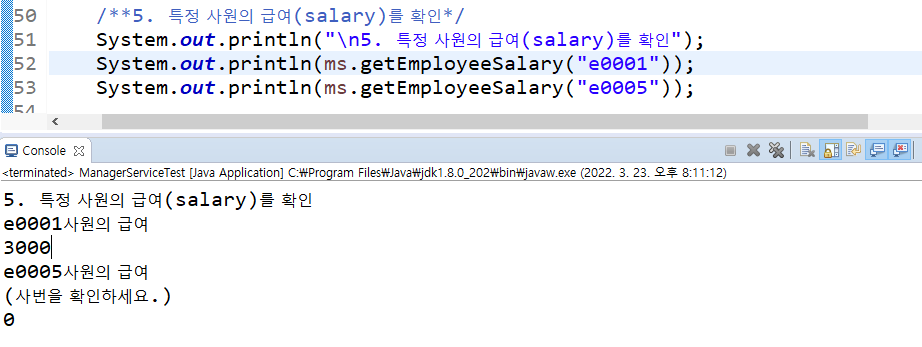 50 /**5. 특정 사원의 급여(salary)를 확인*/
51 System.out.println("\n5. 특정 사원의 급여(salary)를 확인");
52 System.out.println(ms.getEmployeeSalary("e0001"));
53 System.out.println(ms.getEmployeeSalary("e0005"));
54
Console
<terminated> ManagerServiceTest [Java Application] C:₩Program Files₩Java₩jdk1.8.0_202₩bin₩javaw.exe (2022. 3. 23. 오후 8:11:12)
5. 특정 사원의 급여(salary)를 확인
e0001사원의 급여
3000
e0005사원의 급여
(사번을 확인하세요.)
0